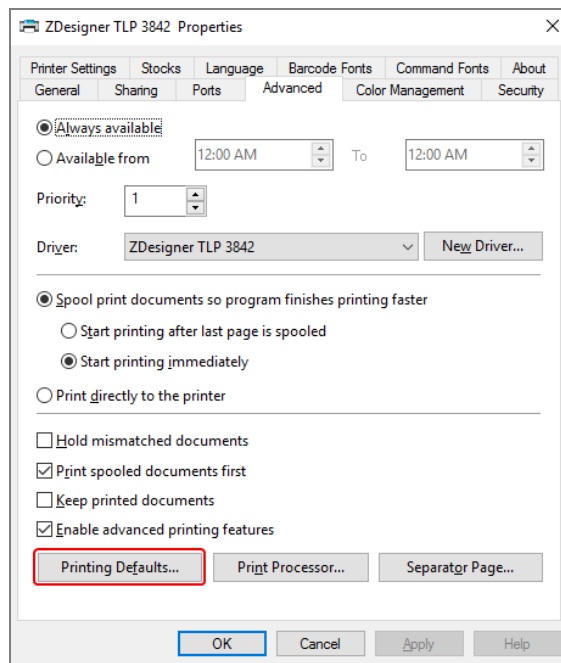 ZDesigner TLP 3842 Properties
Printer Settings Stocks Language Barcode Fonts Command Fonts About
General Sharing Ports Advanced Color Management Security
Always available
Available from 12:00 AM To 12:00 AM
Priority: 1
Driver: ZDesigner TLP 3842 New Driver...
Spool print documents so program finishes printing faster
Start printing after last page is spooled
Start printing immediately
Print directly to the printer
Hold mismatched documents
Print spooled documents first
Keep printed documents
Enable advanced printing features
Printing Defaults... Print Processor... Separator Page...
OK Cancel Apply Help